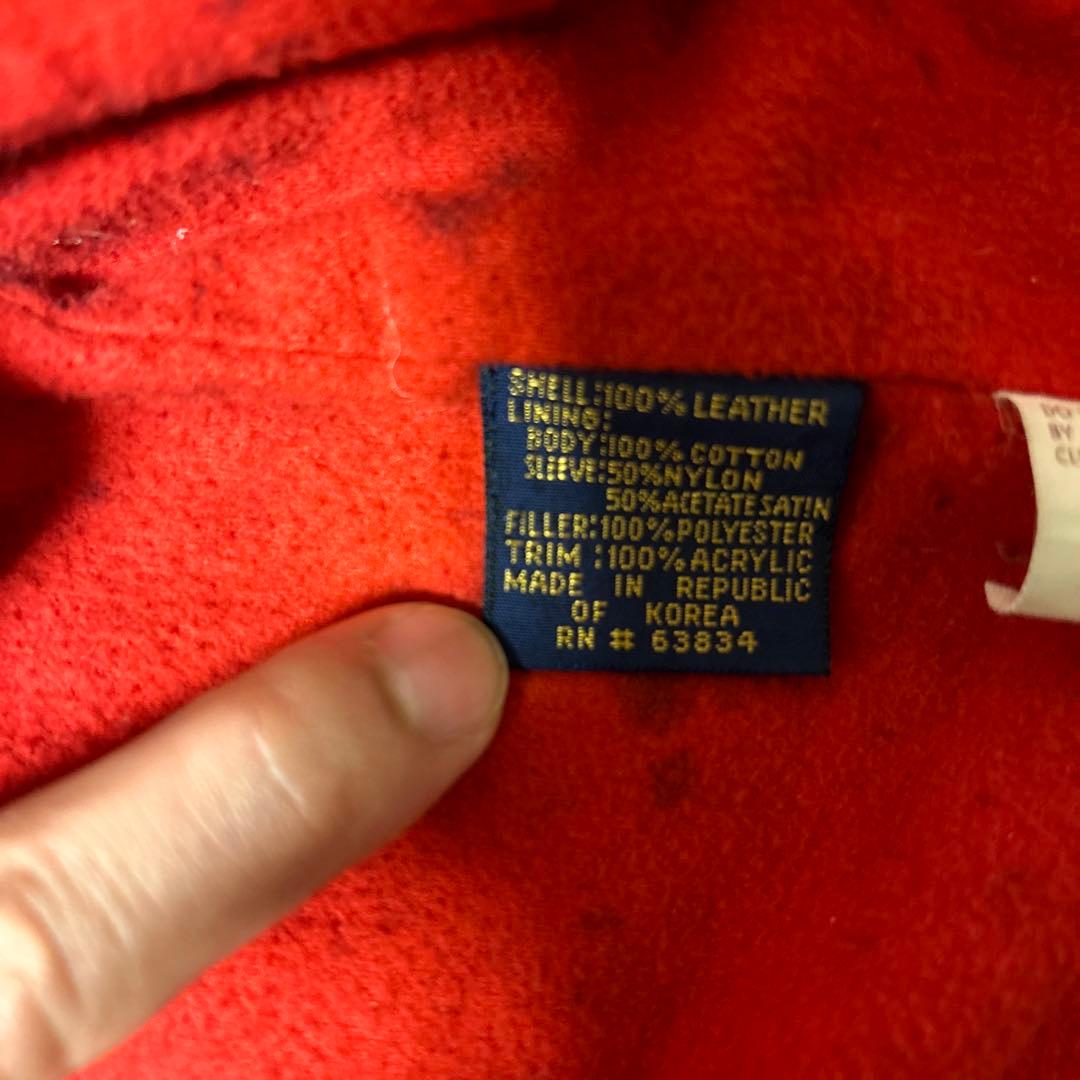 SHELL:100% LEATHER
LINING:
BODY:100% COTTON
SLEEVE:50%NYLON
50%ACETATE SATIN
FILLER:100%POLYESTER
TRIM :100%ACRYLIC
MADE IN REPUBLIC
OF KOREA
RN # 63834
BY